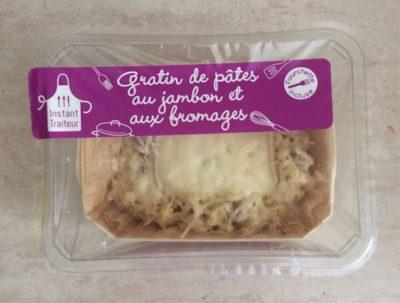 Gratin de pâtes
au jambon et
aux fromages
Instant
Traiteur
Fourchette
incluse